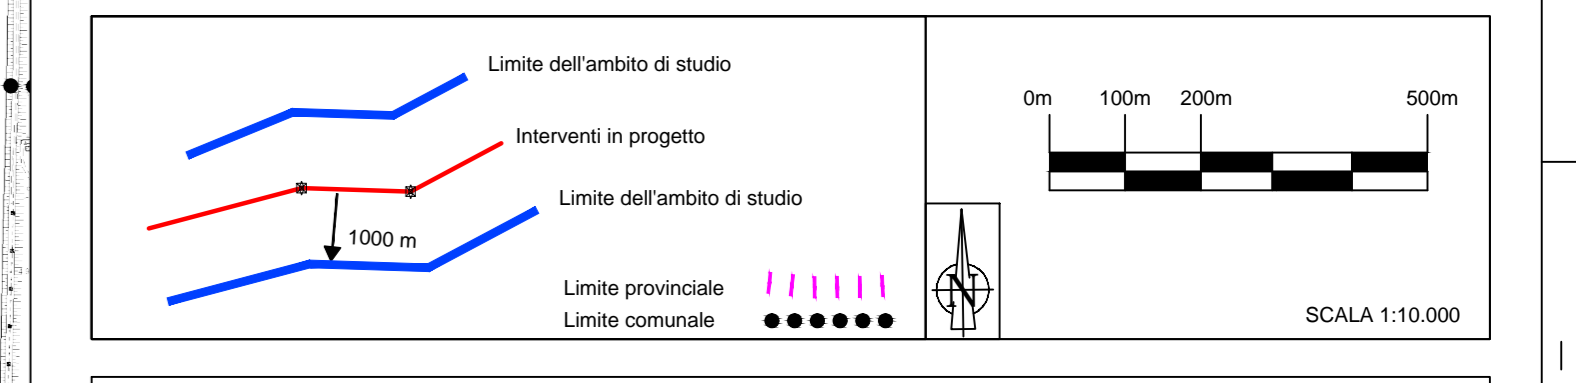 Limite dell'ambito di studio
Interventi in progetto
Limite dell'ambito di studio
1000 m
Limite provinciale
Limite comunale
0m 100m 200m 500m
N
SCALA 1:10.000